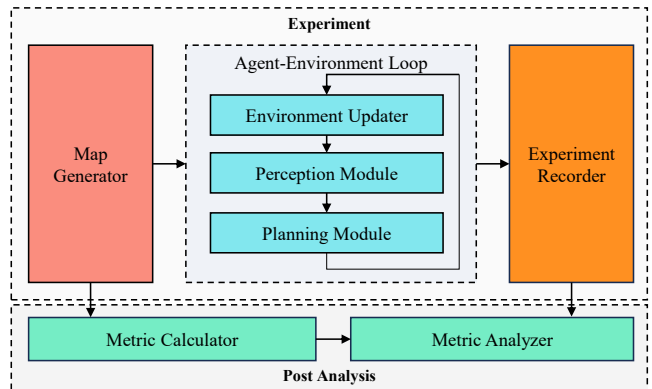 Experiment
Map
Generator
Agent-Environment Loop
Environment Updater
Perception Module
Planning Module
Experiment
Recorder
Metric Calculator
Metric Analyzer
Post Analysis